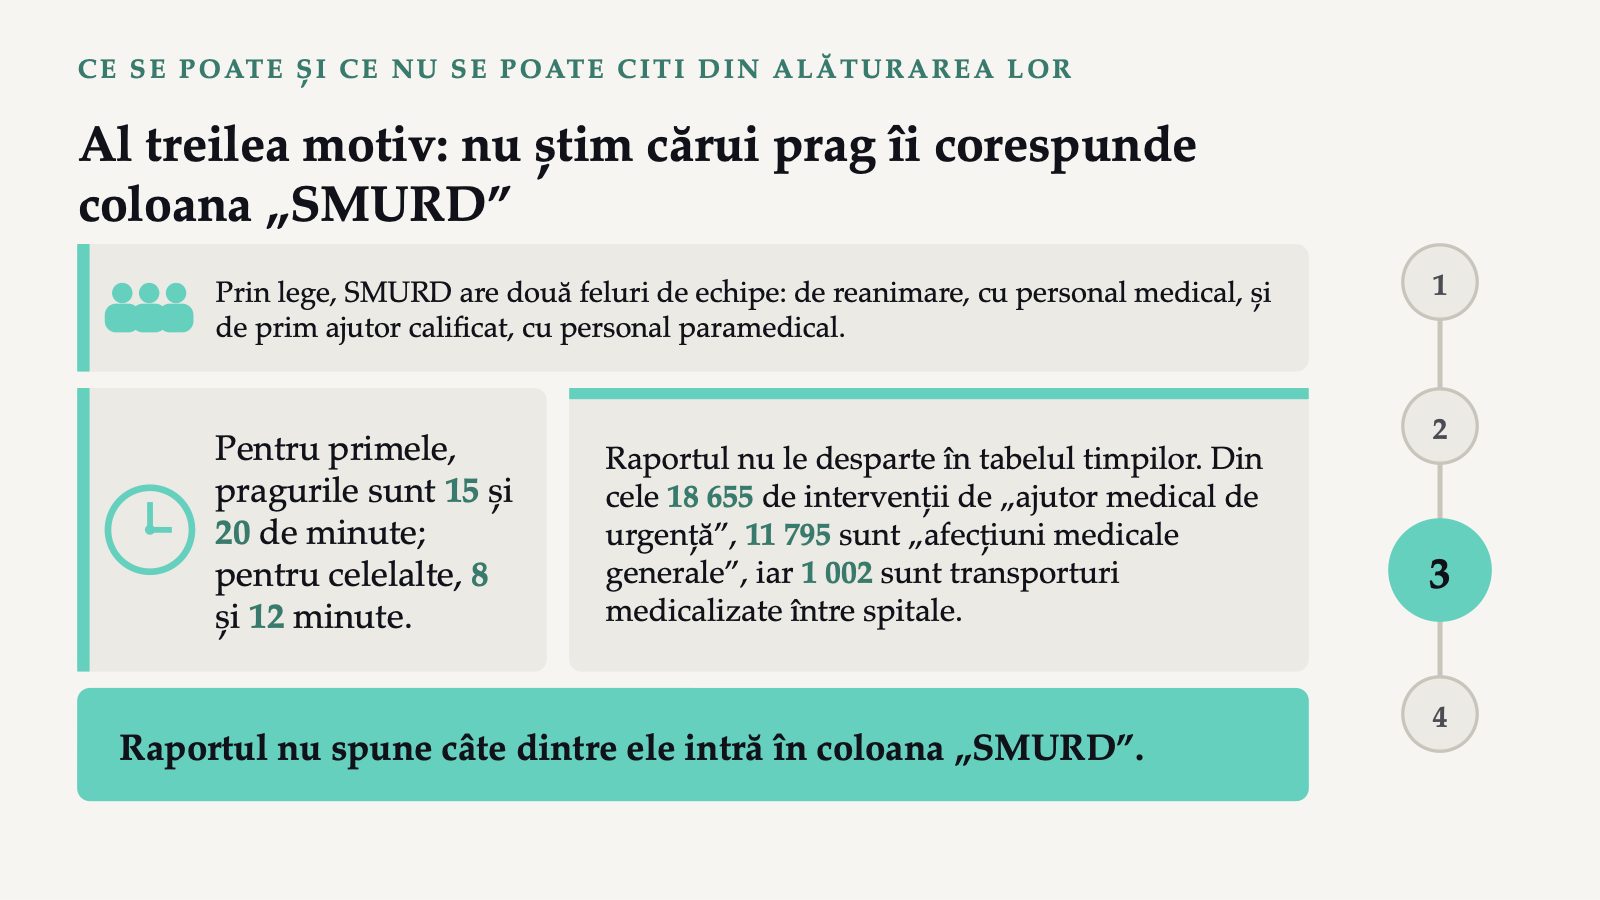 CE SE POATE ȘI CE NU SE POATE CITI DIN ALĂTURAREA LOR
Al treilea motiv: nu știm cărui prag îi corespunde
coloana „SMURD”
Prin lege, SMURD are două feluri de echipe: de reanimare, cu personal medical, și
de prim ajutor calificat, cu personal paramedical.
Pentru primele,
pragurile sunt 15 și
20 de minute;
pentru celelalte, 8
și 12 minute.
Raportul nu le desparte în tabelul timpilor. Din
cele 18 655 de intervenții de „ajutor medical de
urgență”, 11 795 sunt „afecțiuni medicale
generale”, iar 1 002 sunt transporturi
medicalizate între spitale.
Raportul nu spune câte dintre ele intră în coloana „SMURD”.
1
2
3
4